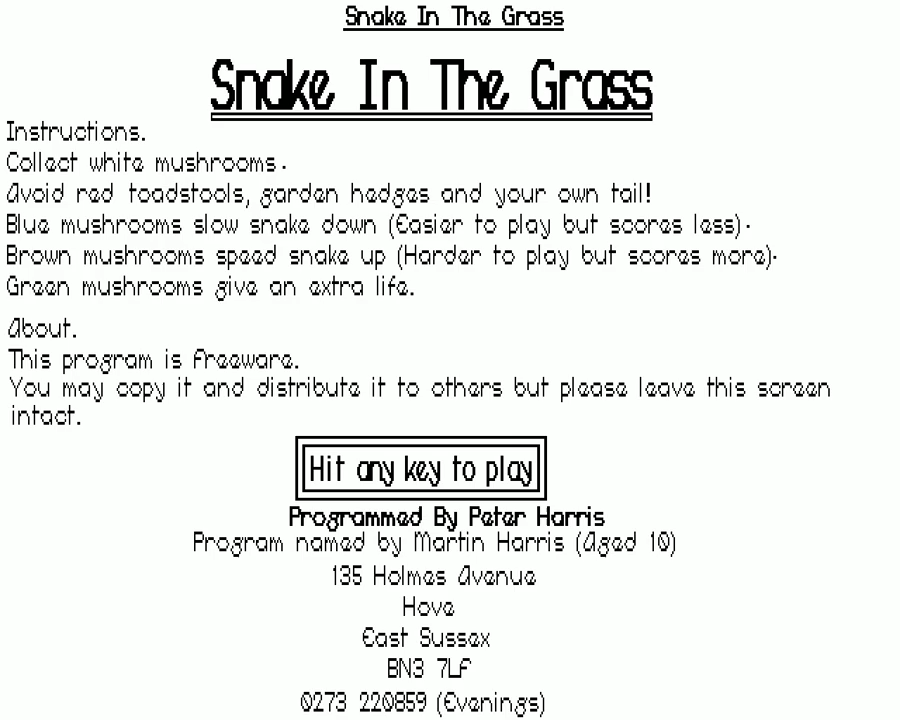 Snake In The Grass
Snake In The Grass
Instructions.
Collect white mushrooms.
Avoid red toadstools, garden hedges and your own tail!
Blue mushrooms slow snake down (Easier to play but scores less).
Brown mushrooms speed snake up (Harder to play but scores more).
Green mushrooms give an extra life.
About.
This program is freeware.
You may copy it and distribute it to others but please leave this screen
intact.
Hit any key to play
Programmed By Peter Harris
Program named by Martin Harris (Aged 10)
135 Holmes Avenue
Hove
East Sussex
BN3 7LF
0273 220859 (Evenings)